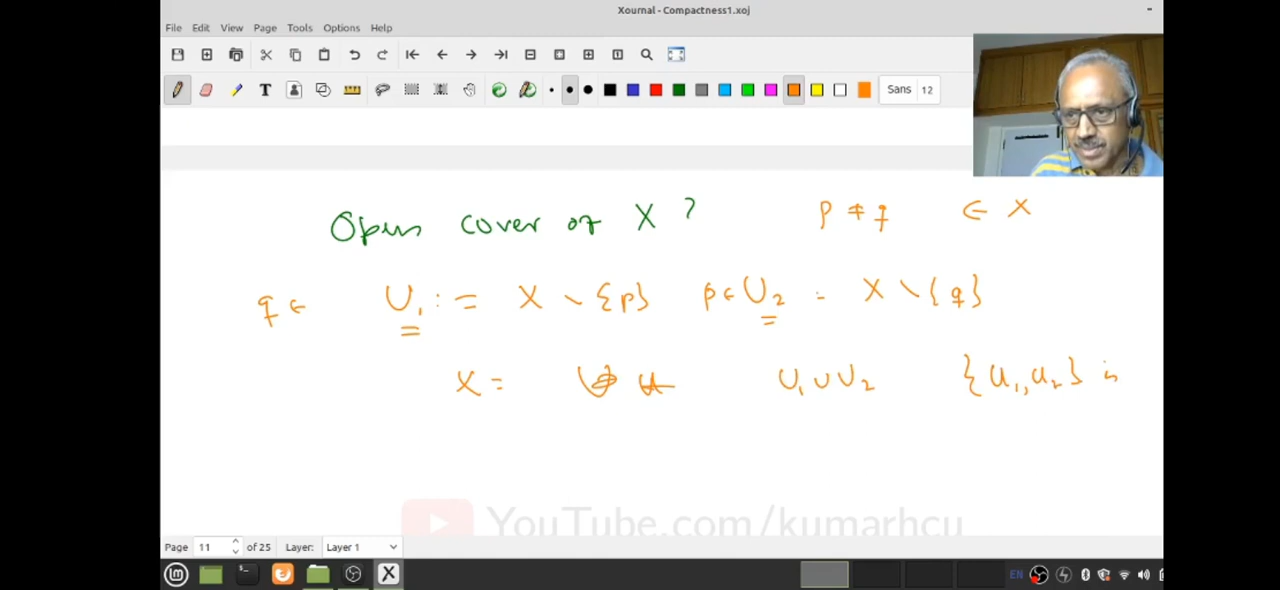 Xournal - Compactness1.xoj
File Edit View Page Tools Options Help
Sans 12
Open cover of X ? p ≠ q ∈ X
q ∈ U₁ := X \ {p} p ∈ U₂ = X \ {q}
X = U₁ ∪ U₂ {U₁, U₂} is
YouTube.com/kumarhcu
Page 11 of 25 Layer: Layer 1
EN